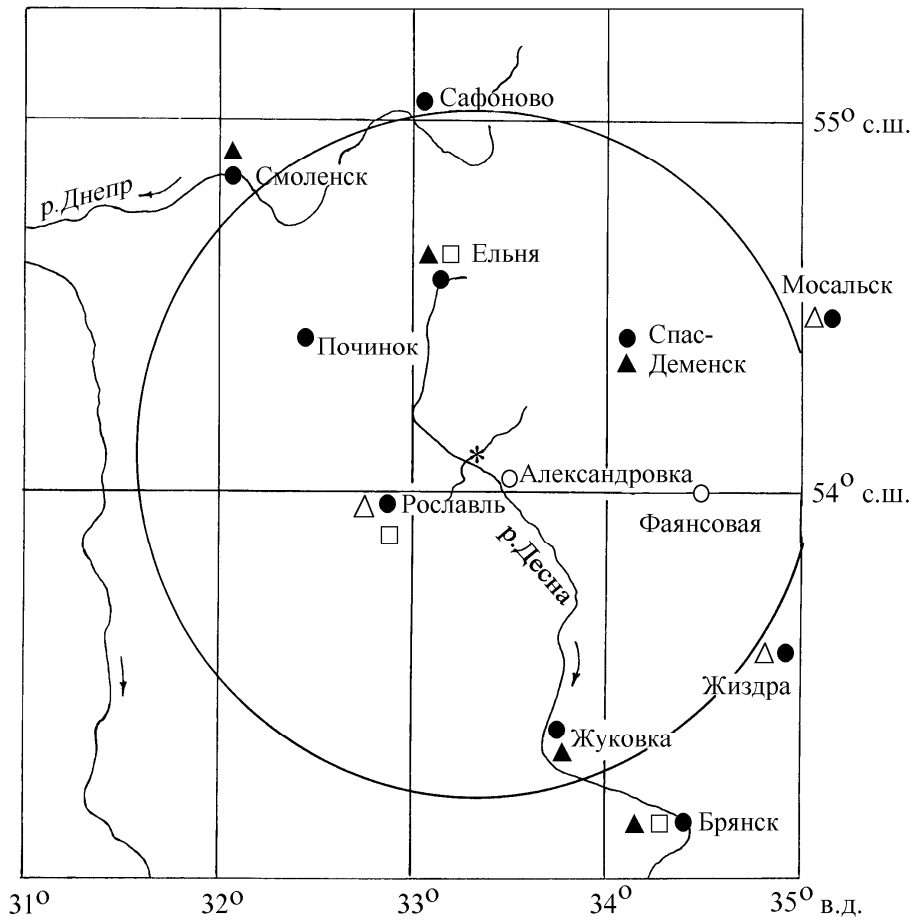 Сафоново
55° с.ш.
Смоленск
р.Днепр
Ельня
Мосальск
Починок
Спас-
Деменск
*
Александровка
Рославль
54° с.ш.
Фаянсовая
р.Десна
Жиздра
Жуковка
Брянск
31° 32° 33° 34° 35° в.д.